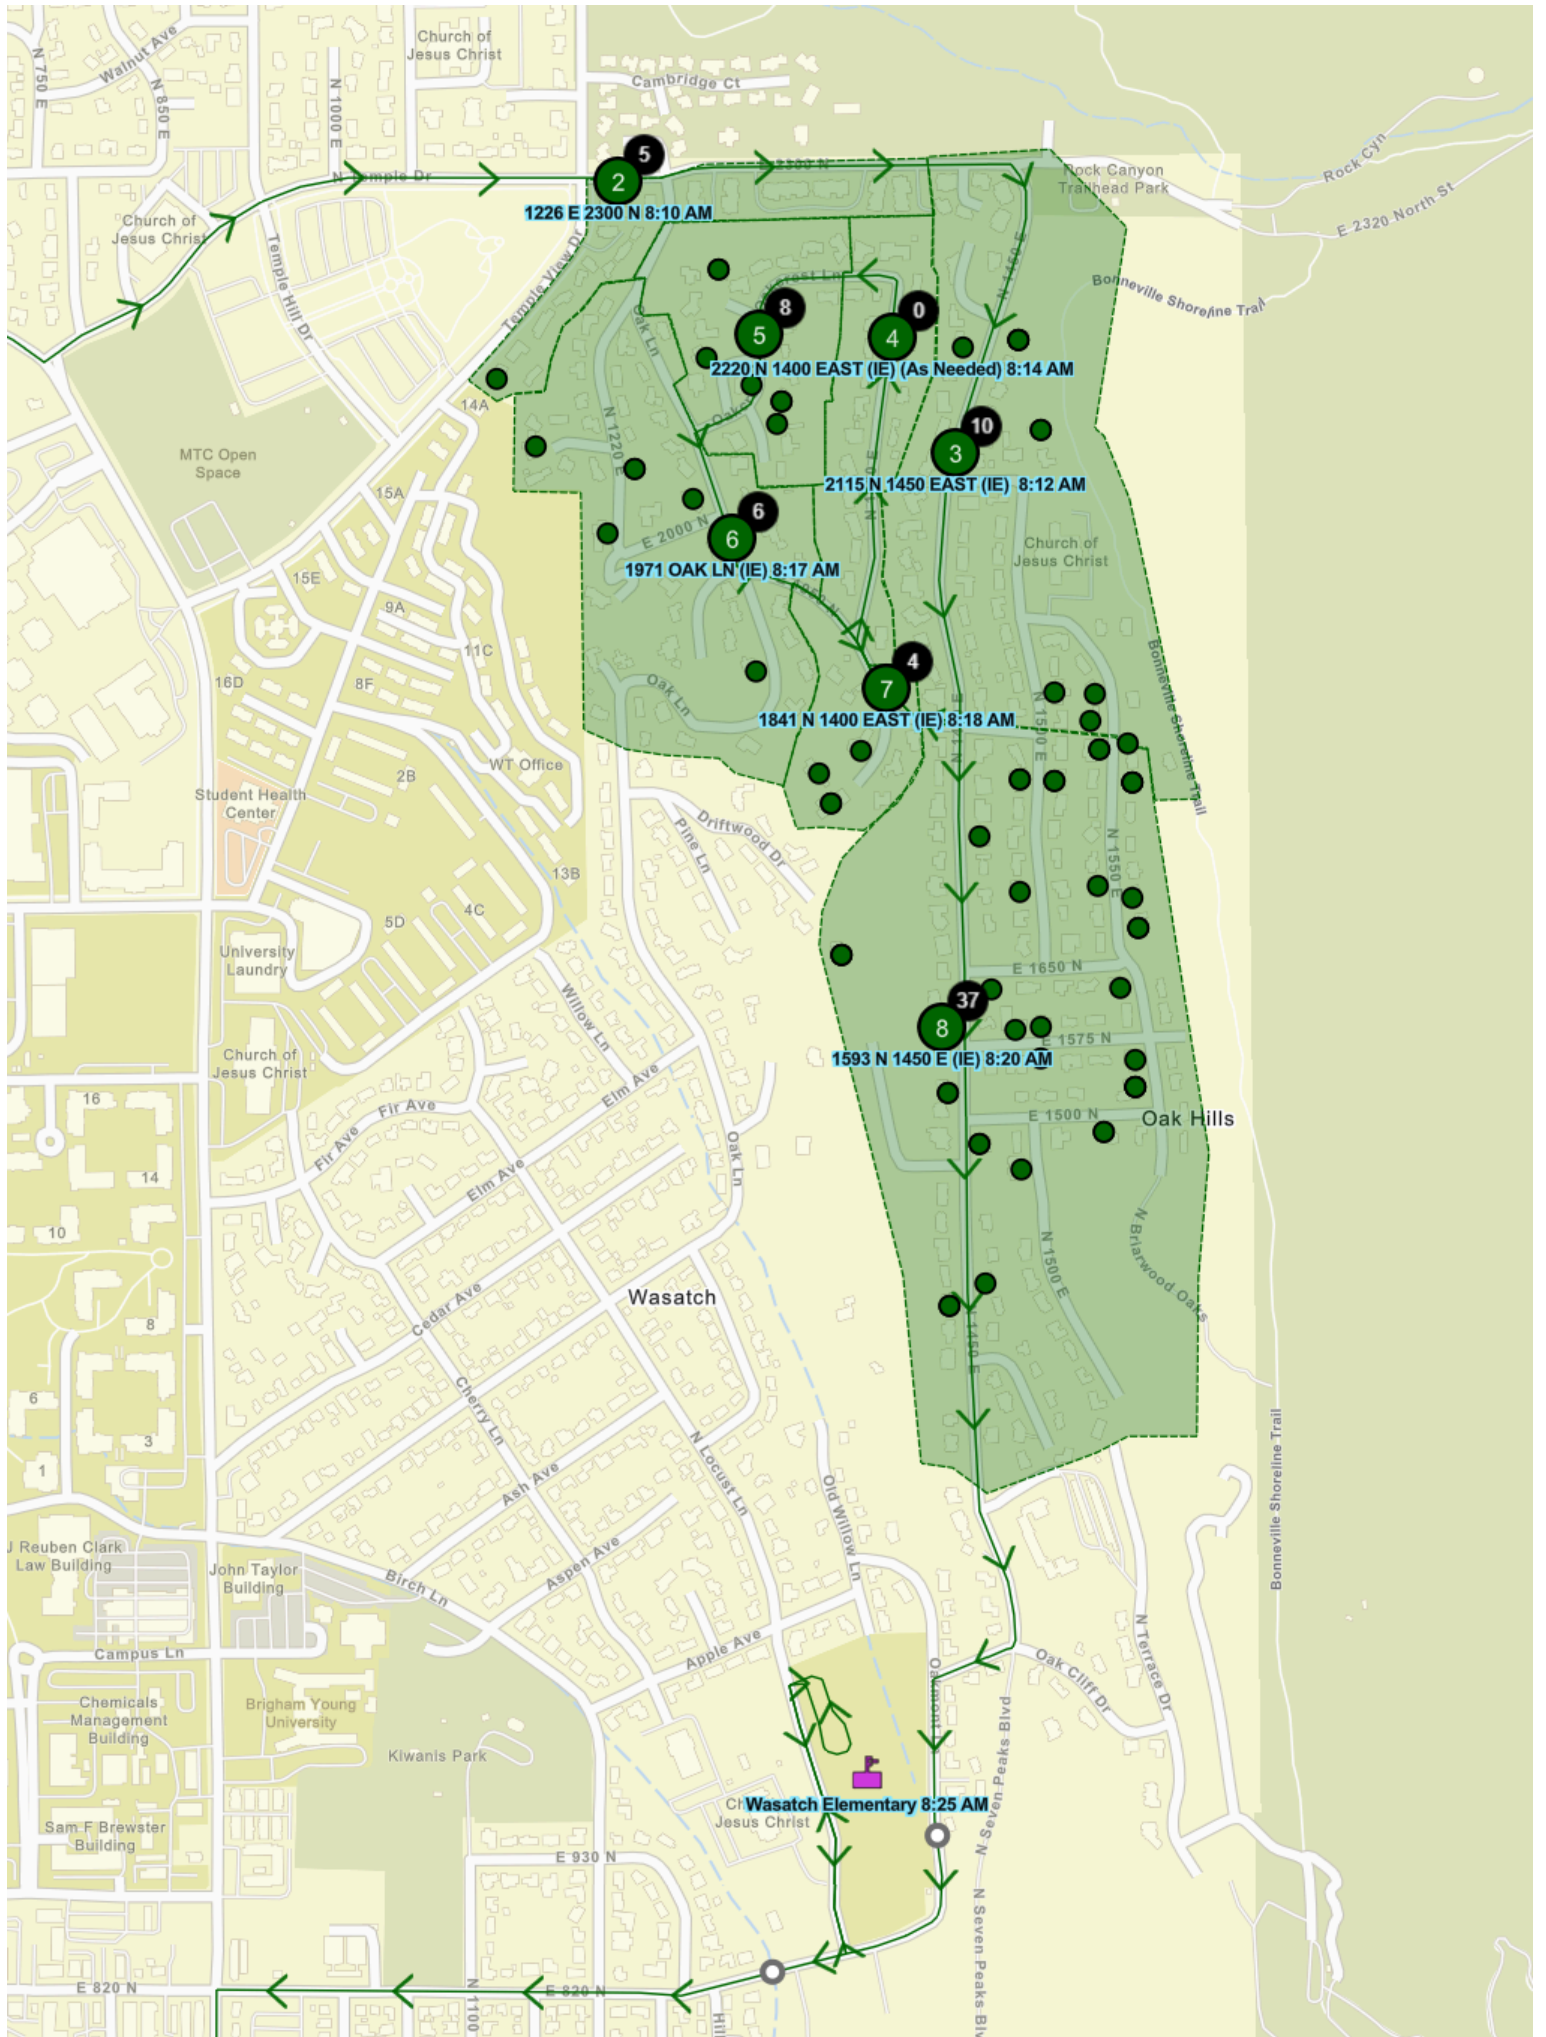 N 750 E
Walnut Ave
N 850 E
N 1000 E
Church of
Jesus Christ
Cambridge Ct
5
2
N Temple Dr
E 2300 N
1226 E 2300 N 8:10 AM
Rock Canyon
Trailhead Park
Rock Cyn
E 2320 North St
Church of
Jesus Christ
Temple Hill Dr
Temple View Dr
N 1450 E
Bonneville Shoreline Trail
Oak Ln
8
5
0
4
2220 N 1400 EAST (IE) (As Needed) 8:14 AM
14A
N 1220 E
MTC Open
Space
10
3
2115 N 1450 EAST (IE) 8:12 AM
15A
6
6
E 2000 N
1971 OAK LN (IE) 8:17 AM
Church of
Jesus Christ
15E
9A
11C
16D
8F
Oak Ln
4
7
1841 N 1400 EAST (IE) 8:18 AM
N 1500 E
Bonneville Shoreline Trail
WT Office
2B
Student Health
Center
Driftwood Dr
Pine Ln
N 1550 E
13B
4C
5D
University
Laundry
E 1650 N
37
8
Willow Ln
E 1575 N
1593 N 1450 E (IE) 8:20 AM
Church of
Jesus Christ
Elm Ave
16
Fir Ave
Fir Ave
E 1500 N
Oak Hills
Oak Ln
Elm Ave
14
10
N Briarwood Oaks
N 1500 E
Wasatch
Cedar Ave
8
N 1450 E
6
Cherry Ln
3
1
N Locust Ln
Ash Ave
Old Willow Ln
Bonneville Shoreline Trail
J Reuben Clark
Law Building
John Taylor
Building
Aspen Ave
Birch Ln
Campus Ln
Apple Ave
Oak Cliff Dr
N Terrace Dr
Chemicals
Management
Building
Brigham Young
University
Kiwanis Park
N Seven Peaks Blvd
Wasatch Elementary 8:25 AM
Jesus Christ
Sam F Brewster
Building
E 930 N
N Seven Peaks Blv
E 820 N
E 820 N
N 1100
Hill